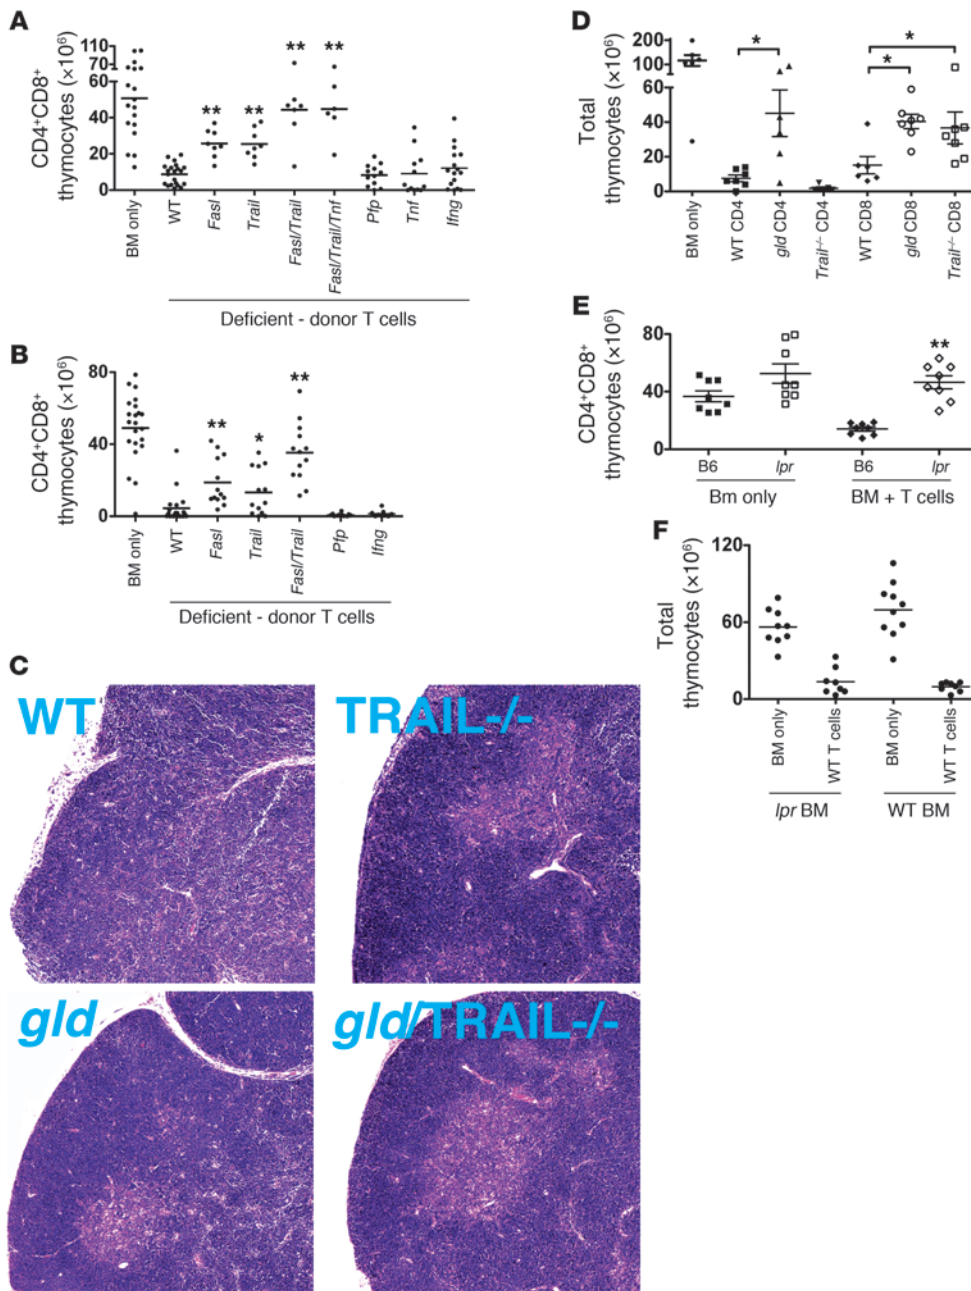 A
CD4+CD8+
thymocytes (×10⁶)
110
70
60
40
20
0
BM only
WT
Fasl
Trail
Fasl/Trail
Fasl/Trail/Tnf
Pfp
Tnf
Ifng
**
**
**
**
Deficient - donor T cells
B
CD4+CD8+
thymocytes (×10⁶)
80
40
0
BM only
WT
Fasl
Trail
Fasl/Trail
Pfp
Ifng
**
*
**
Deficient - donor T cells
C
WT
TRAIL-/-
gld
gld/TRAIL-/-
D
Total
thymocytes (×10⁶)
200
100
60
40
20
0
*
*
*
BM only
WT CD4
gld CD4
Trail-/- CD4
WT CD8
gld CD8
Trail-/- CD8
E
CD4+CD8+
thymocytes (×10⁶)
80
40
0
**
B6
lpr
B6
lpr
Bm only
BM + T cells
F
Total
thymocytes (×10⁶)
120
60
0
BM only
WT T cells
BM only
WT T cells
lpr BM
WT BM